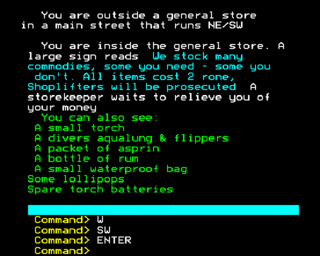 You are outside a general store
in a main street that runs NE/SW
You are inside the general store. A
large sign reads We stock many
commodies, some you need - some you
don't. All items cost 2 rone,
Shoplifters will be prosecuted A
storekeeper waits to relieve you of
your money
You can also see:
A small torch
A divers aqualung & flippers
A packet of asprin
A bottle of rum
A small waterproof bag
Some lollipops
Spare torch batteries
Command> W
Command> SW
Command> ENTER
Command>